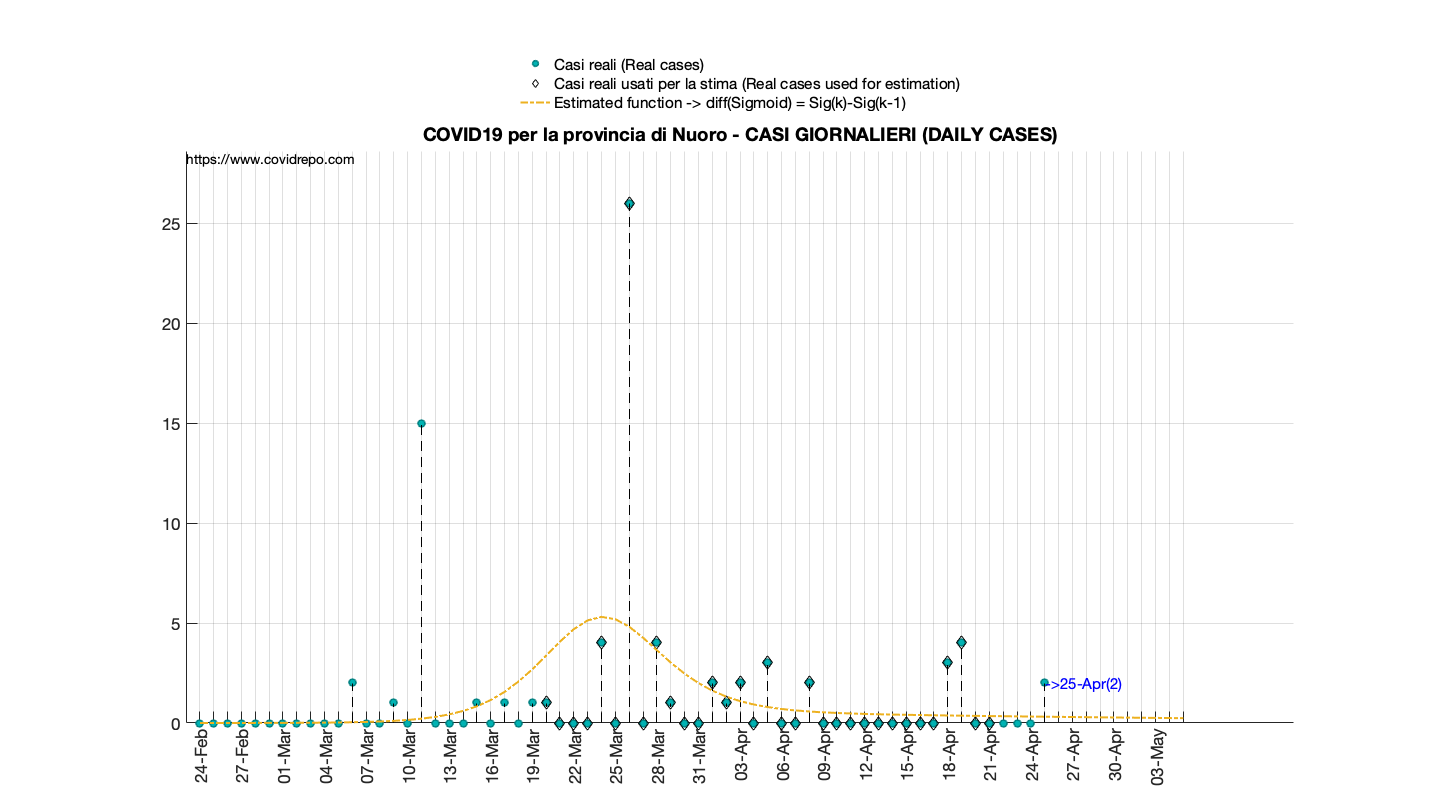 Casi reali (Real cases)
Casi reali usati per la stima (Real cases used for estimation)
Estimated function -> diff(Sigmoid) = Sig(k)-Sig(k-1)
COVID19 per la provincia di Nuoro - CASI GIORNALIERI (DAILY CASES)
https://www.covidrepo.com
25
20
15
10
5
0
->25-Apr(2)
24-Feb
27-Feb
01-Mar
04-Mar
07-Mar
10-Mar
13-Mar
16-Mar
19-Mar
22-Mar
25-Mar
28-Mar
31-Mar
03-Apr
06-Apr
09-Apr
12-Apr
15-Apr
18-Apr
21-Apr
24-Apr
27-Apr
30-Apr
03-May